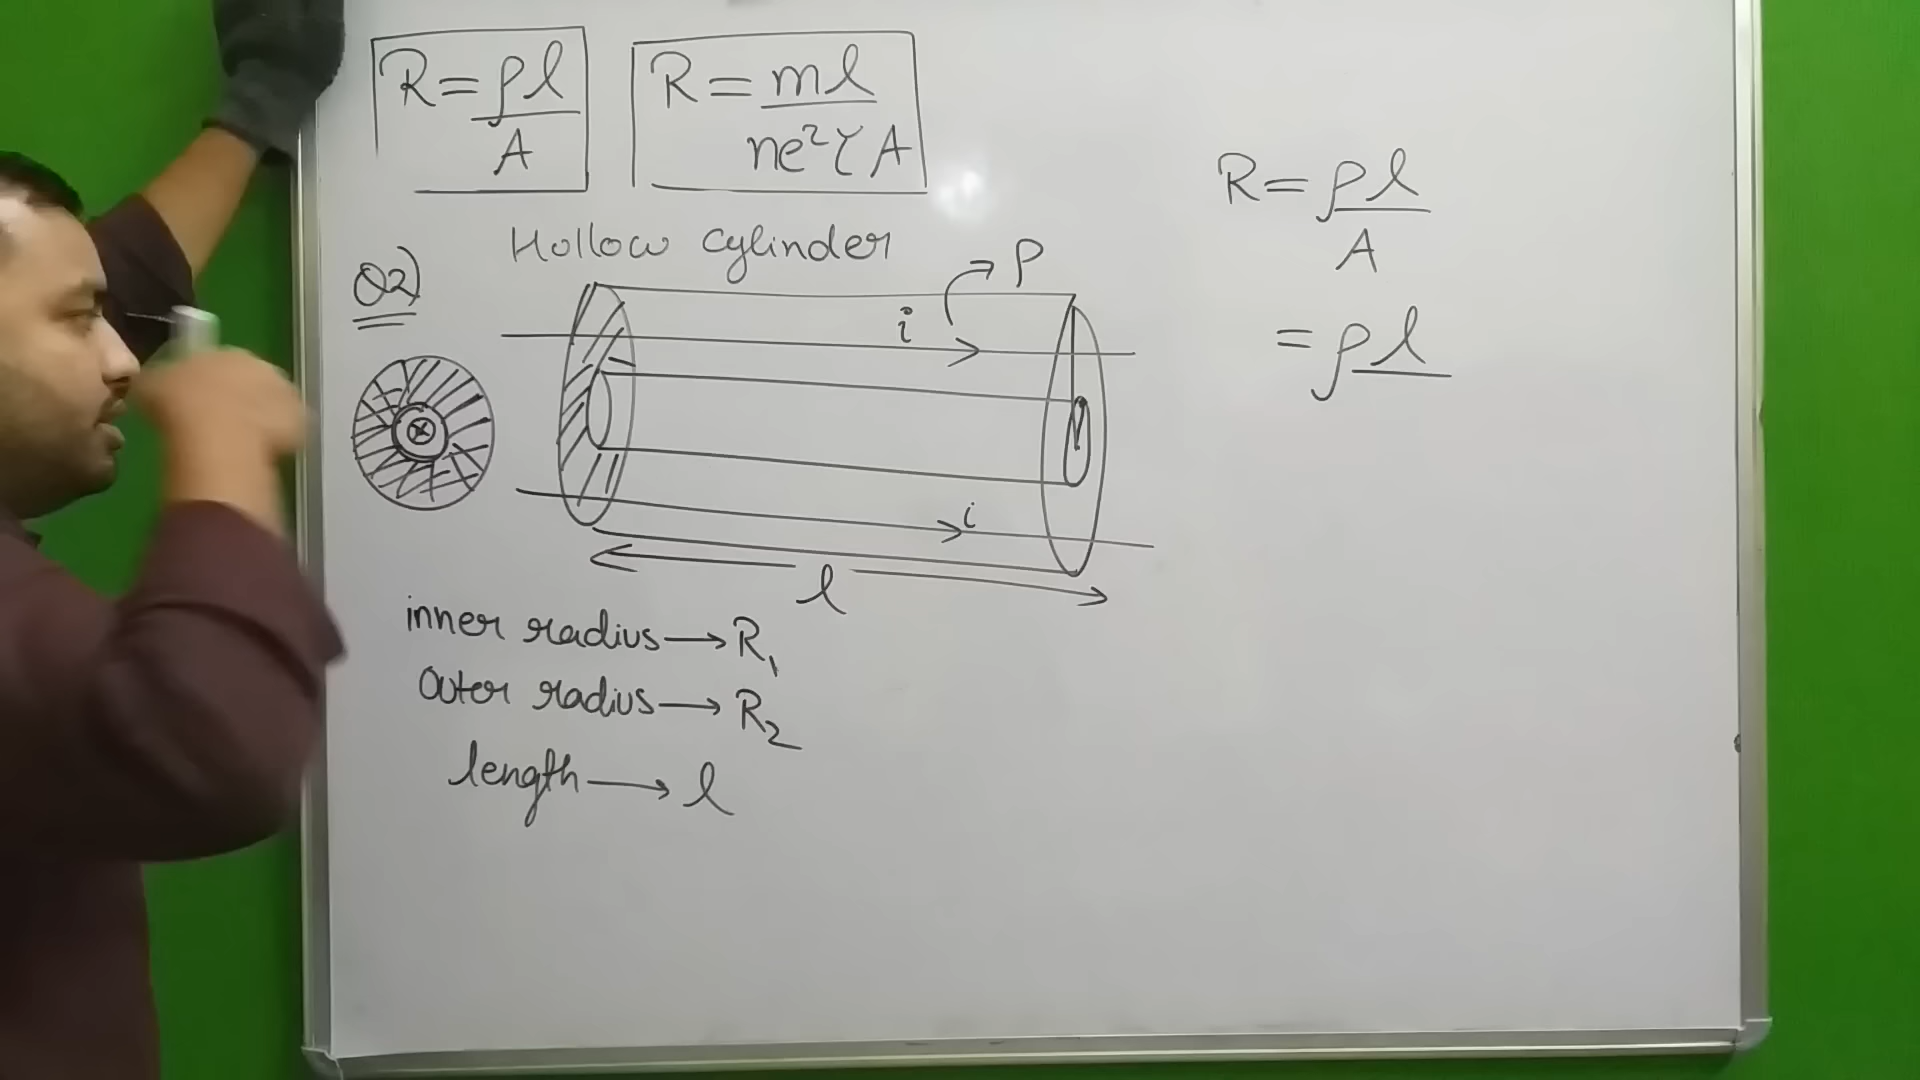 R = ρl / A
R = ml / ne²τA
Hollow cylinder
Q2)
ρ
i
i
l
inner radius → R₁
Outer radius → R₂
length → l
R = ρl / A
= ρl